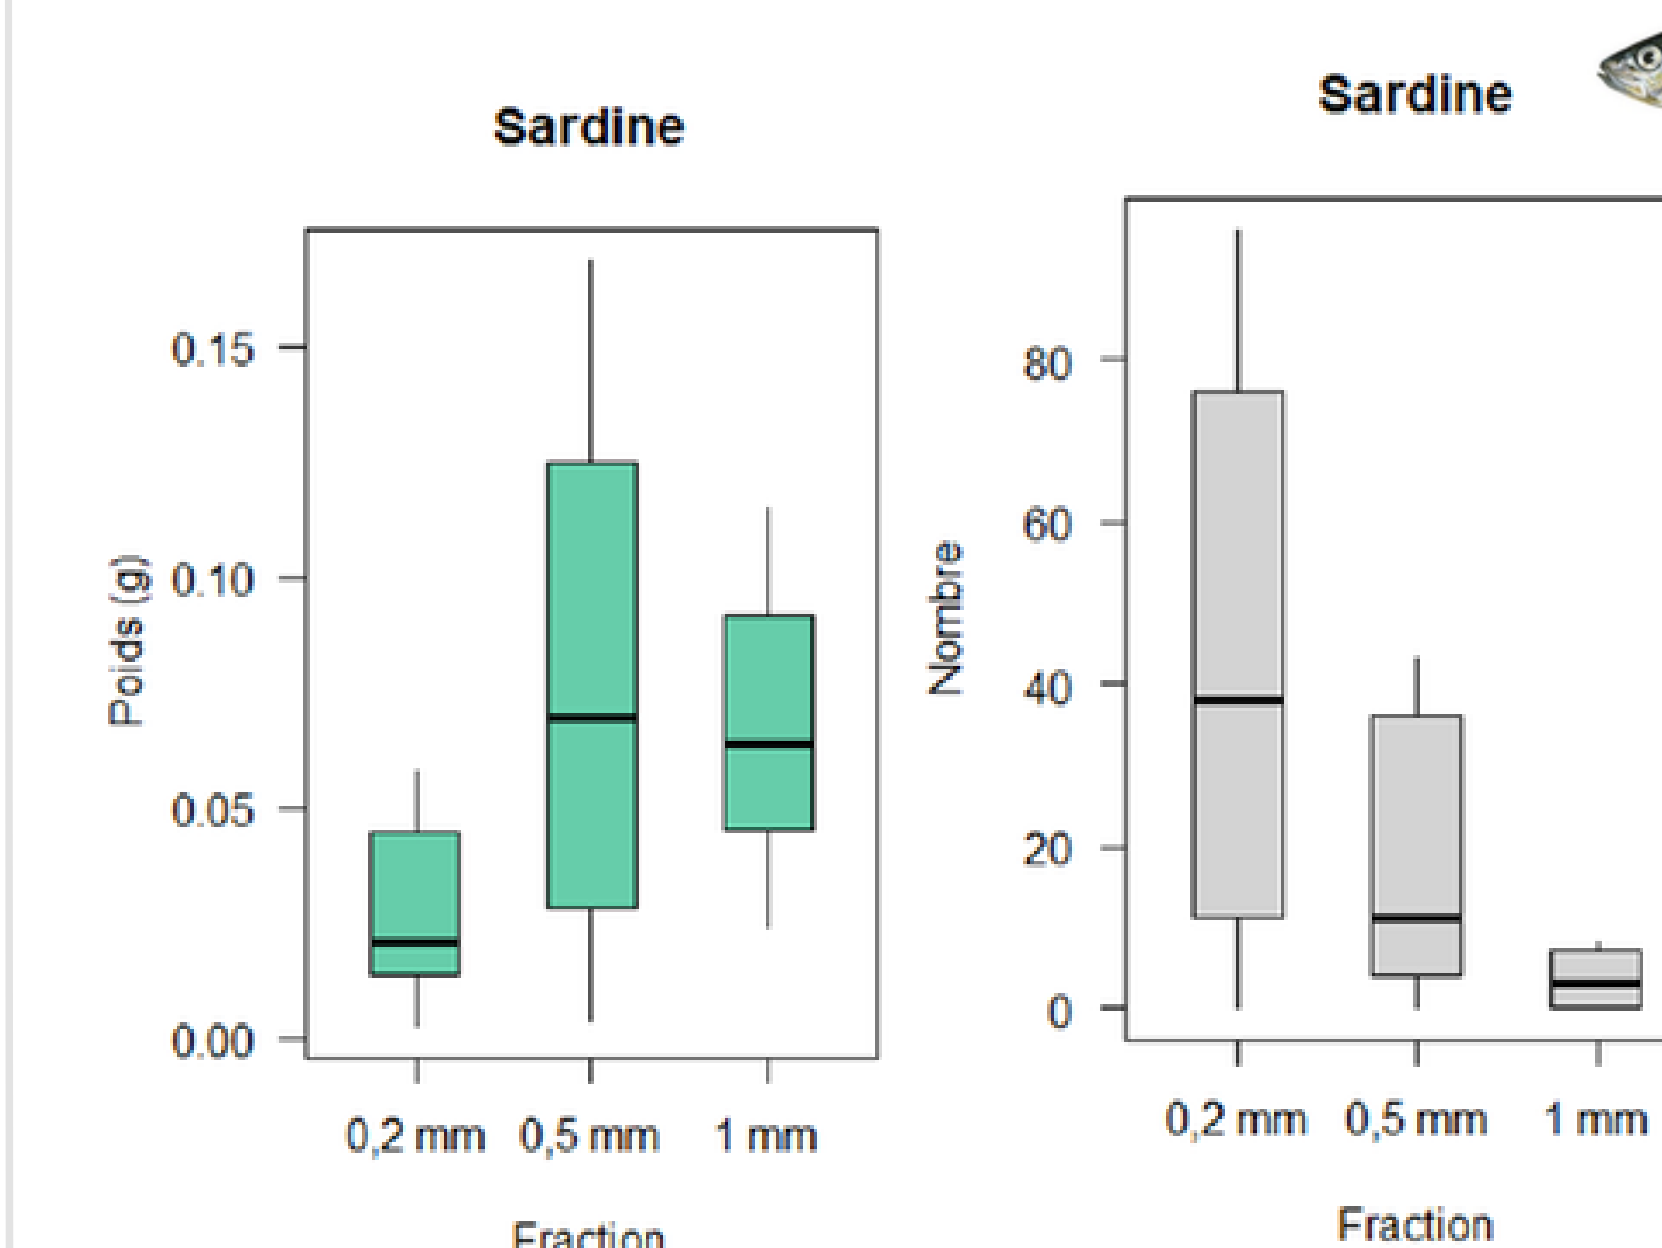 Sardine
Poids (g)
0.15
0.10
0.05
0.00
0,2 mm 0,5 mm 1 mm
Fraction
Sardine
Nombre
80
60
40
20
0
0,2 mm 0,5 mm 1 mm
Fraction